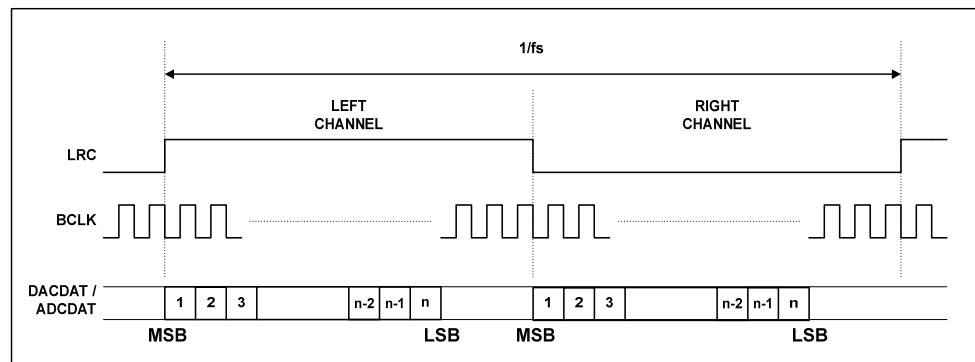 1/fs
LEFT
CHANNEL
RIGHT
CHANNEL
LRC
BCLK
DACDAT /
ADCDAT
1 2 3 n-2 n-1 n 1 2 3 n-2 n-1 n
MSB LSB MSB LSB